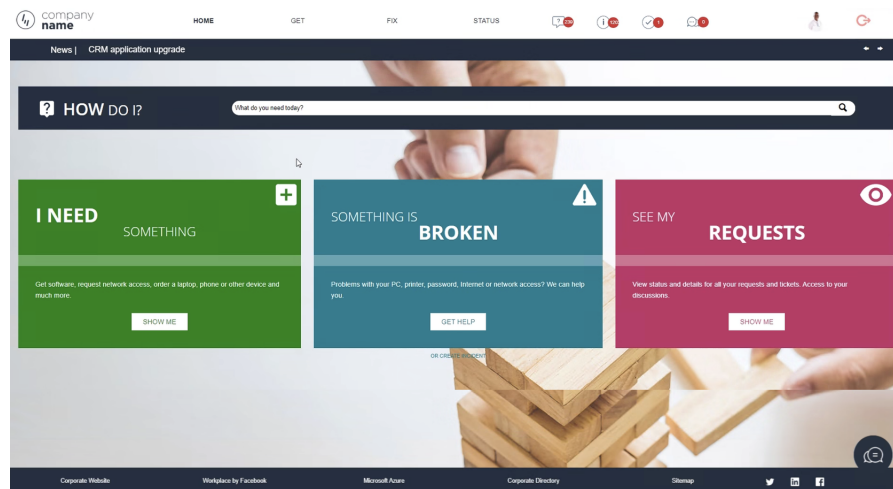 company
name
HOME
GET
FIX
STATUS
1
0
News |
CRM application upgrade
? HOW DO I?
What do you need today?
I NEED
SOMETHING
Get software, request network access, order a laptop, phone or other device and
much more.
SHOW ME
SOMETHING IS
BROKEN
Problems with your PC, printer, password, Internet or network access? We can help
you.
GET HELP
OR CREATE INCIDENT
SEE MY
REQUESTS
View status and details for all your requests and tickets. Access to your
discussions.
SHOW ME
Corporate Website
Workplace by Facebook
Microsoft Azure
Corporate Directory
Sitemap